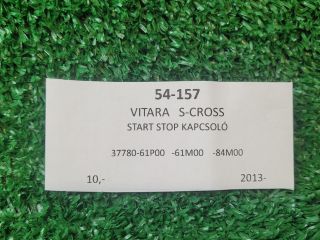 54-157
VITARA S-CROSS
START STOP KAPCSOLÓ
37780-61P00 -61M00 -84M00
10,- 2013-